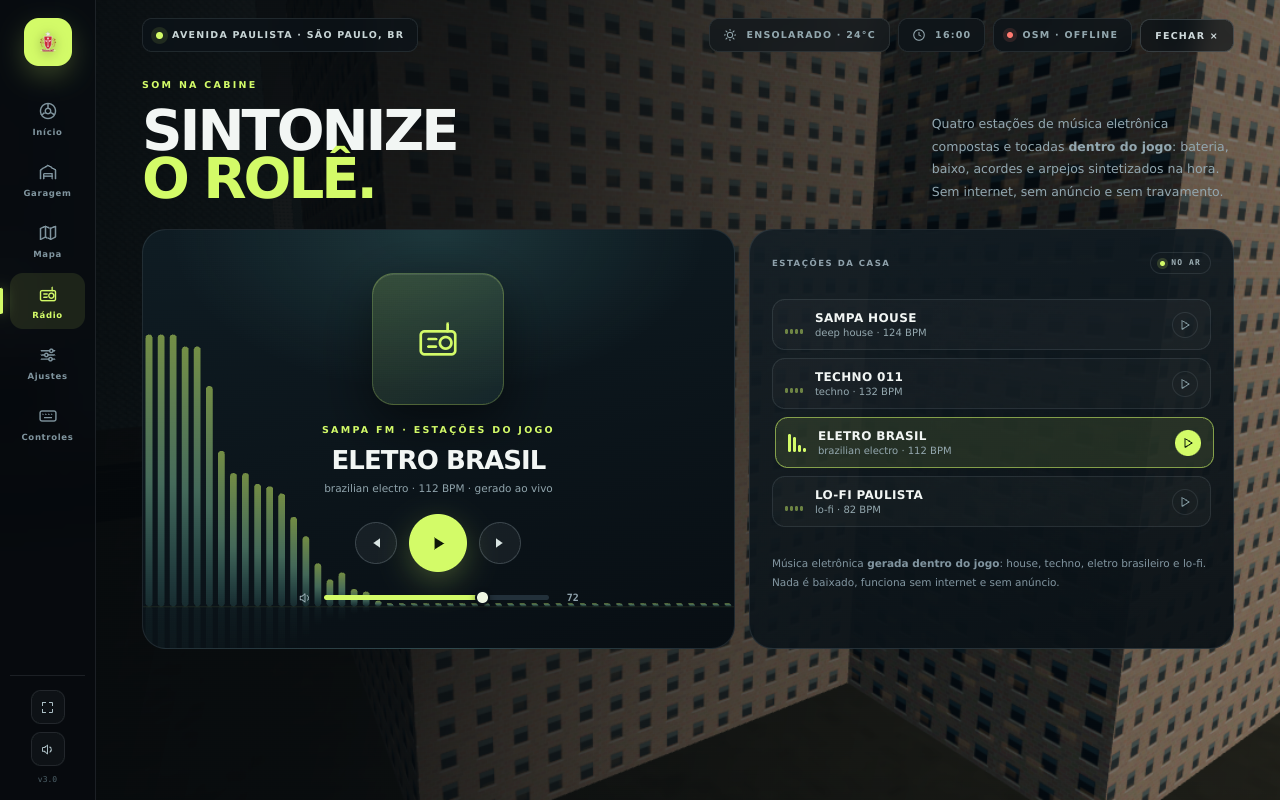 AVENIDA PAULISTA · SÃO PAULO, BR
ENSOLARADO · 24°C
16:00
OSM · OFFLINE
FECHAR ×
Início
Garagem
Mapa
Rádio
Ajustes
Controles
v3.0
SOM NA CABINE
SINTONIZE
O ROLÊ.
Quatro estações de música eletrônica
compostas e tocadas dentro do jogo: bateria,
baixo, acordes e arpejos sintetizados na hora.
Sem internet, sem anúncio e sem travamento.
SAMPA FM · ESTAÇÕES DO JOGO
ELETRO BRASIL
brazilian electro · 112 BPM · gerado ao vivo
72
ESTAÇÕES DA CASA
NO AR
SAMPA HOUSE
deep house · 124 BPM
TECHNO 011
techno · 132 BPM
ELETRO BRASIL
brazilian electro · 112 BPM
LO-FI PAULISTA
lo-fi · 82 BPM
Música eletrônica gerada dentro do jogo: house, techno, eletro brasileiro e lo-fi.
Nada é baixado, funciona sem internet e sem anúncio.